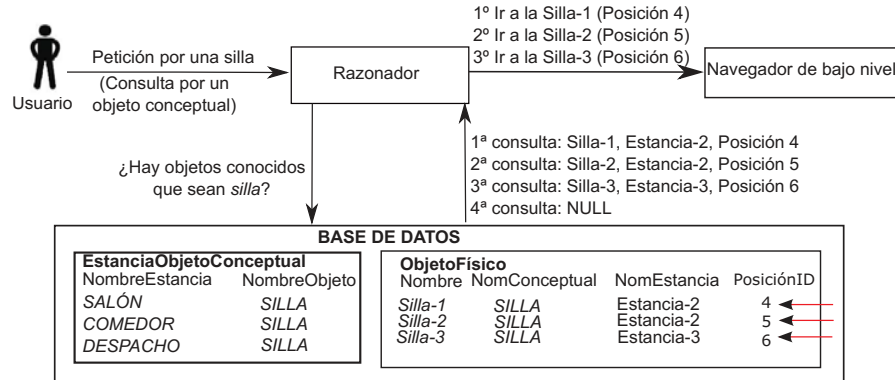 1º Ir a la Silla-1 (Posición 4)
2º Ir a la Silla-2 (Posición 5)
3º Ir a la Silla-3 (Posición 6)
Petición por una silla
(Consulta por un
objeto conceptual)
Usuario
Razonador
Navegador de bajo nivel
¿Hay objetos conocidos
que sean silla?
1ª consulta: Silla-1, Estancia-2, Posición 4
2ª consulta: Silla-2, Estancia-2, Posición 5
3ª consulta: Silla-3, Estancia-3, Posición 6
4ª consulta: NULL
BASE DE DATOS
EstanciaObjetoConceptual
NombreEstancia NombreObjeto
SALÓN SILLA
COMEDOR SILLA
DESPACHO SILLA
ObjetoFísico
Nombre NomConceptual NomEstancia PosiciónID
Silla-1 SILLA Estancia-2 4
Silla-2 SILLA Estancia-2 5
Silla-3 SILLA Estancia-3 6